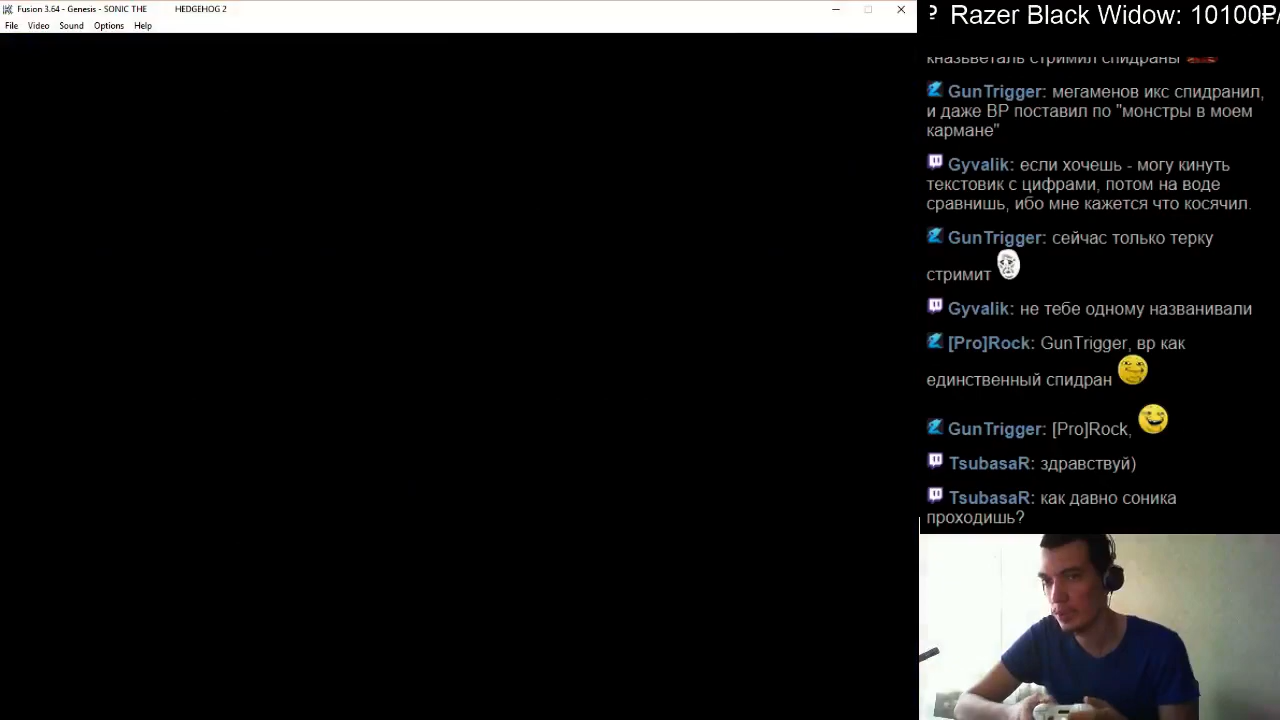 Fusion 3.64 - Genesis - SONIC THE HEDGEHOG 2
File Video Sound Options Help
Razer Black Widow: 10100₽/
кназьветаль стримил спидраны
GunTrigger: мегаменов икс спидранил,
и даже ВР поставил по "монстры в моем
кармане"
Gyvalik: если хочешь - могу кинуть
текстовик с цифрами, потом на воде
сравнишь, ибо мне кажется что косячил.
GunTrigger: сейчас только терку
стримит
Gyvalik: не тебе одному названивали
[Pro]Rock: GunTrigger, вр как
единственный спидран
GunTrigger: [Pro]Rock,
TsubasaR: здравствуй)
TsubasaR: как давно соника
проходишь?